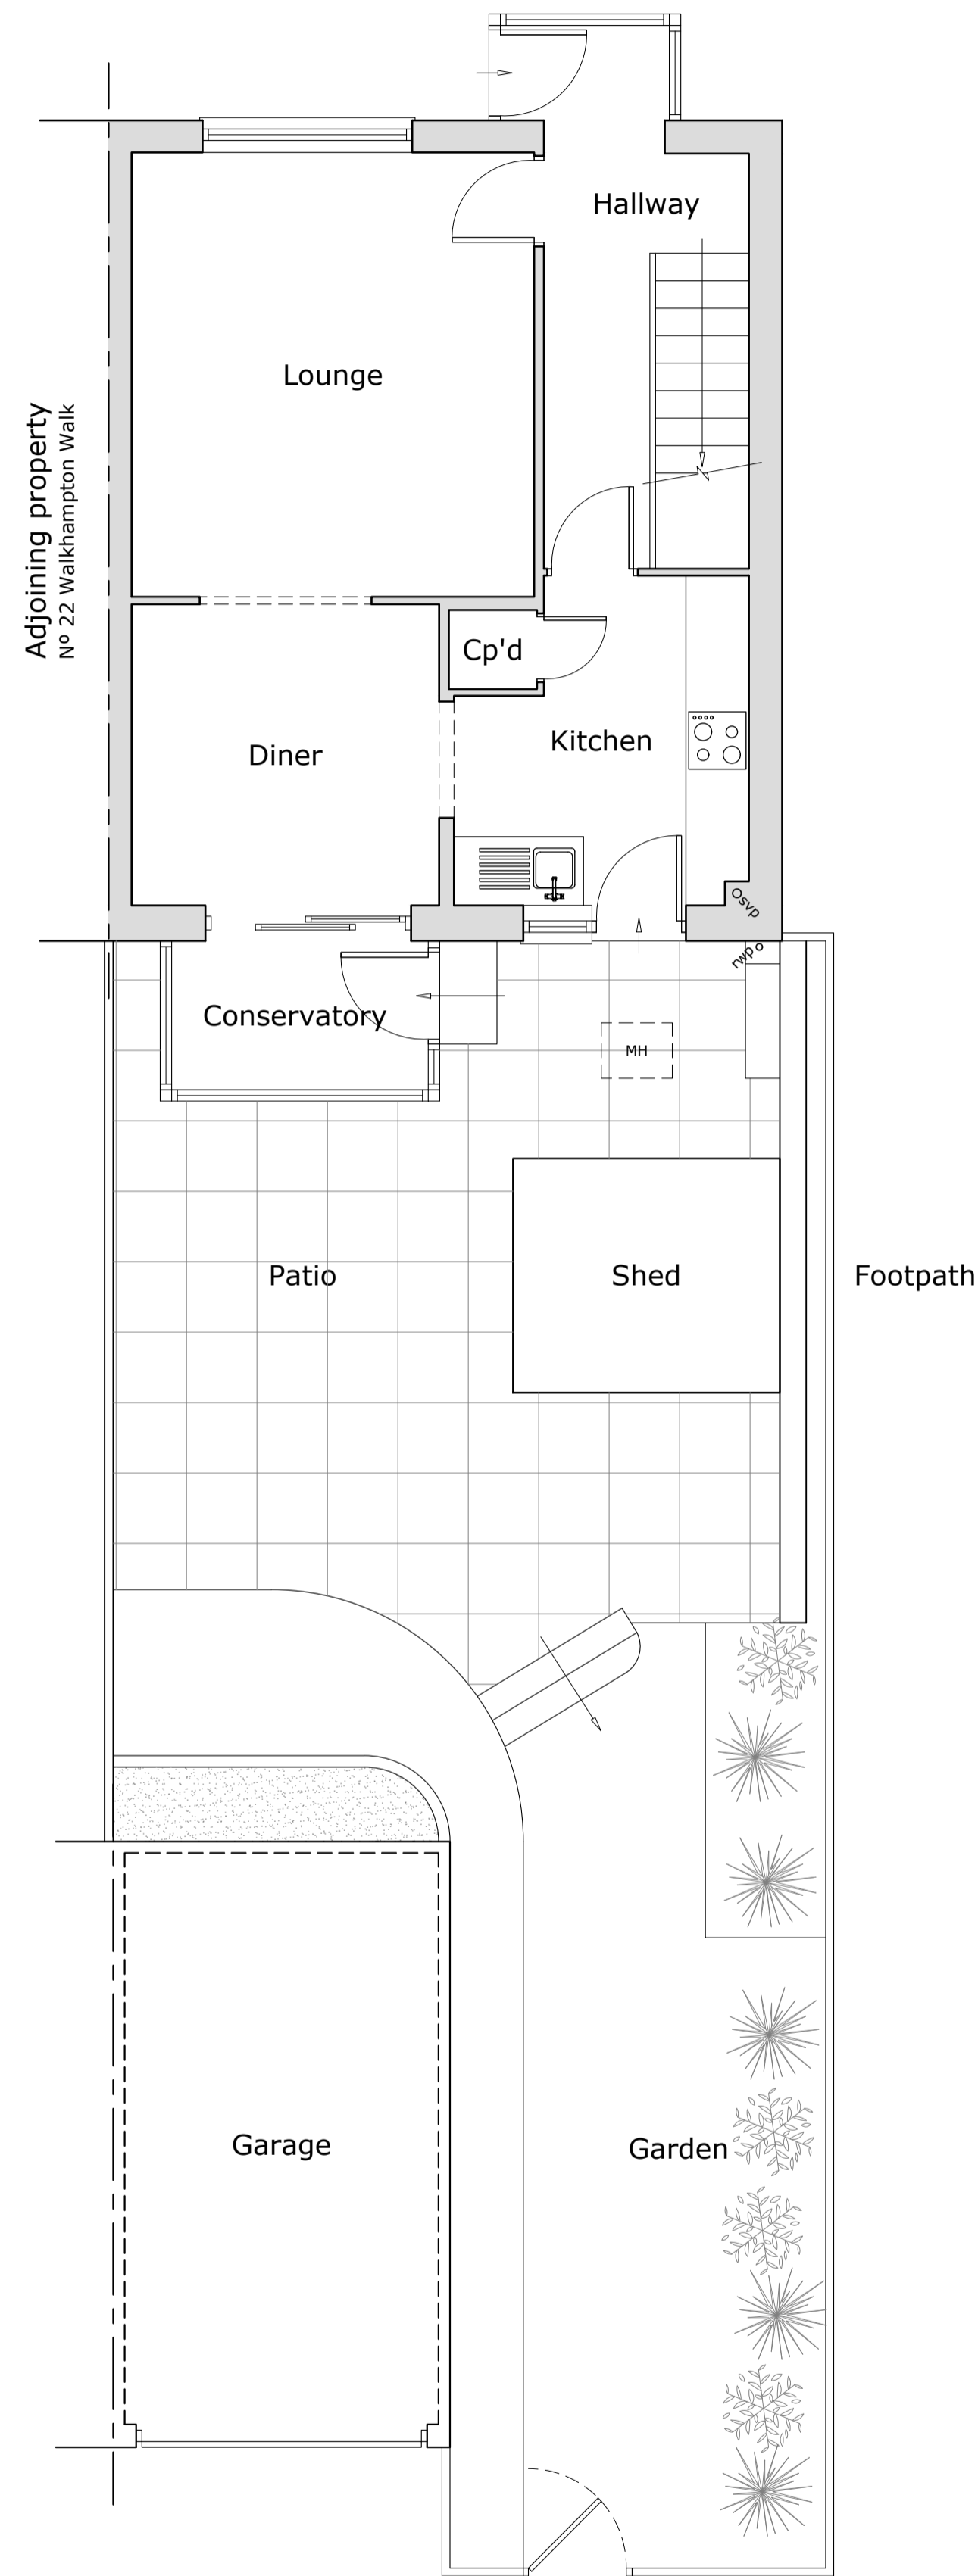 Hallway
Lounge
Adjoining property
Nº 22 Walkhampton Walk
Cp'd
Kitchen
Diner
svp
rwp
Conservatory
MH
Patio
Shed
Footpath
Garage
Garden